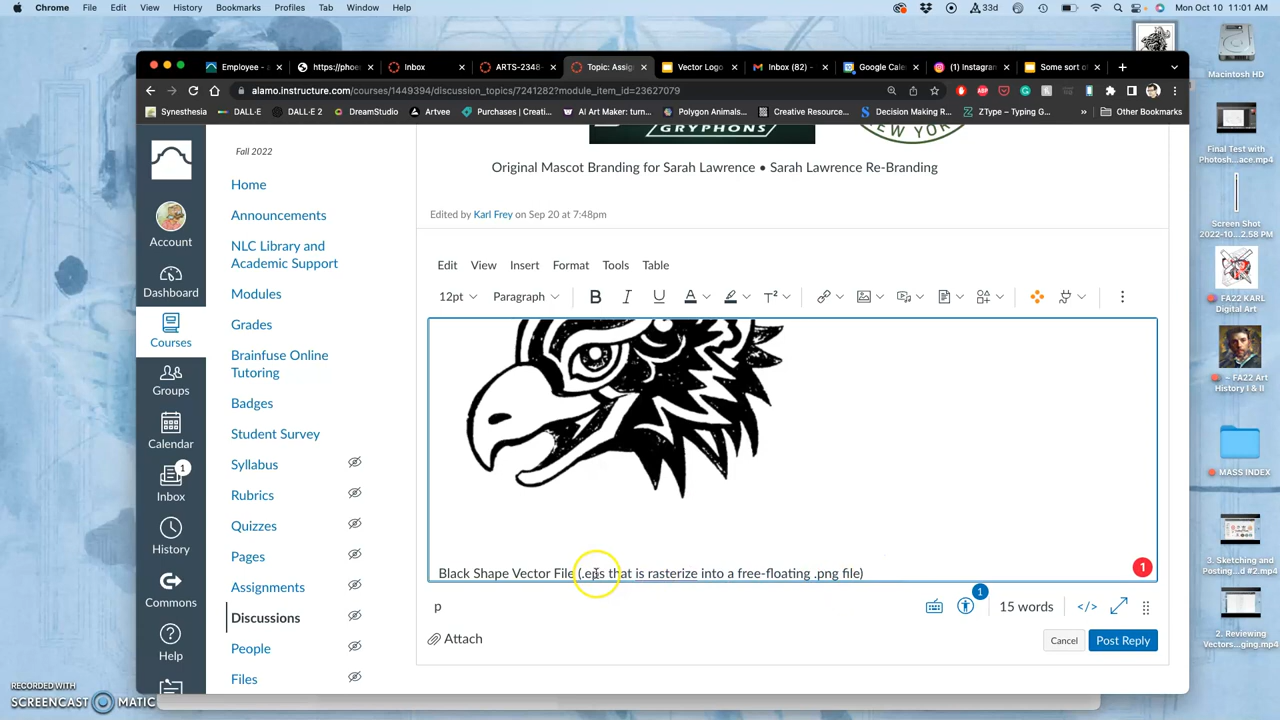 Chrome File Edit View History Bookmarks Profiles Tab Window Help 33d Mon Oct 10 11:01 AM
Employee - a https://phoe Inbox ARTS-2348- Topic: Assig Vector Logo Inbox (82) - Google Cale (1) Instagram Some sort of
alamo.instructure.com/courses/1449394/discussion_topics/7241282?module_item_id=23627079
Synesthesia DALL·E DALL·E 2 DreamStudio Artvee Purchases | Creati... AI Art Maker: turn... Polygon Animals... Creative Resource... Decision Making R... ZType – Typing G... » Other Bookmarks
Macintosh HD
Final Test with Photosh...ace.mp4
Screen Shot 2022-10...2.58 PM
FA22 KARL Digital Art
~ FA22 Art History I & II
MASS INDEX
3. Sketching and Posting...d #2.mp4
2. Reviewing Vectors...ging.mp4
Account
Dashboard
Courses
Groups
Calendar
1
Inbox
History
Commons
Help
Fall 2022
Home
Announcements
NLC Library and
Academic Support
Modules
Grades
Brainfuse Online
Tutoring
Badges
Student Survey
Syllabus
Rubrics
Quizzes
Pages
Assignments
Discussions
People
Files
GRYPHONS
NEW YORK
Original Mascot Branding for Sarah Lawrence • Sarah Lawrence Re-Branding
Edited by Karl Frey on Sep 20 at 7:48pm
Edit View Insert Format Tools Table
12pt Paragraph B I U A T²
Black Shape Vector File (.eps that is rasterize into a free-floating .png file)
1
p 1 15 words </>
Attach Cancel Post Reply
RECORDED WITH
SCREENCAST MATIC